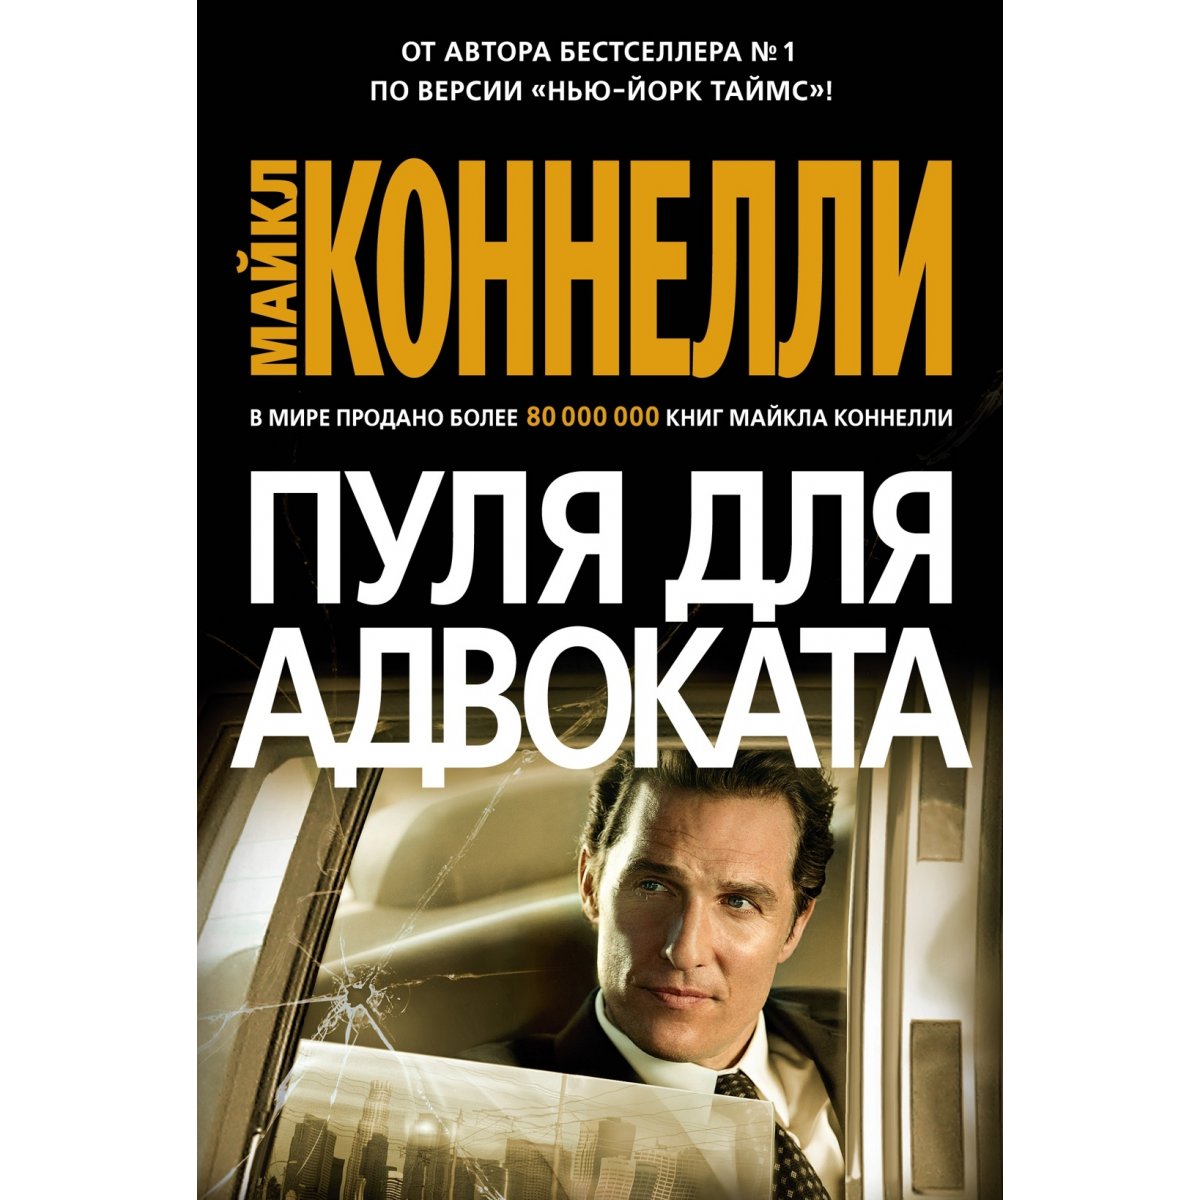 ОТ АВТОРА БЕСТСЕЛЛЕРА № 1
ПО ВЕРСИИ «НЬЮ-ЙОРК ТАЙМС»!
МАЙКЛ
КОННЕЛЛИ
В МИРЕ ПРОДАНО БОЛЕЕ 80 000 000 КНИГ МАЙКЛА КОННЕЛЛИ
ПУЛЯ ДЛЯ
АДВОКАТА